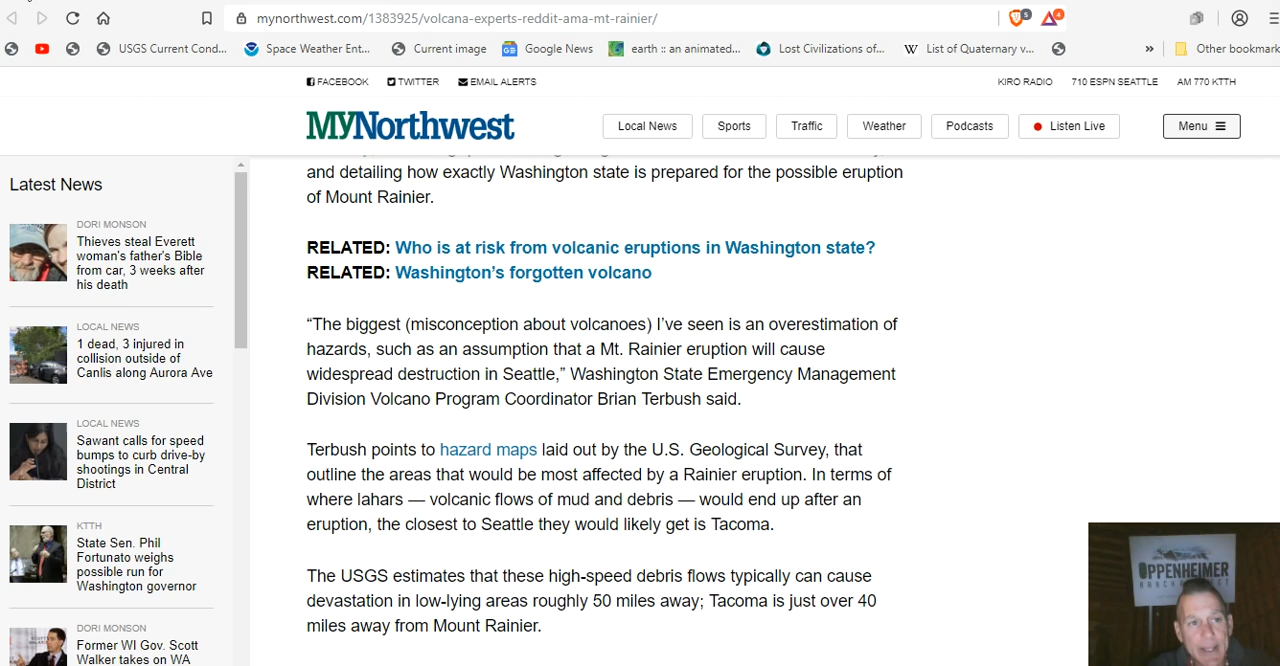 mynorthwest.com/1383925/volcana-experts-reddit-ama-mt-rainier/
5
4
USGS Current Cond...
Space Weather Ent...
Current image
Google News
earth :: an animated...
Lost Civilizations of...
W List of Quaternary v...
»
Other bookmark
FACEBOOK
TWITTER
EMAIL ALERTS
KIRO RADIO
710 ESPN SEATTLE
AM 770 KTTH
MYNorthwest
Local News
Sports
Traffic
Weather
Podcasts
Listen Live
Menu
Latest News
DORI MONSON
Thieves steal Everett
woman's father's Bible
from car, 3 weeks after
his death
LOCAL NEWS
1 dead, 3 injured in
collision outside of
Canlis along Aurora Ave
LOCAL NEWS
Sawant calls for speed
bumps to curb drive-by
shootings in Central
District
KTTH
State Sen. Phil
Fortunato weighs
possible run for
Washington governor
DORI MONSON
Former WI Gov. Scott
Walker takes on WA
and detailing how exactly Washington state is prepared for the possible eruption
of Mount Rainier.
RELATED: Who is at risk from volcanic eruptions in Washington state?
RELATED: Washington's forgotten volcano
“The biggest (misconception about volcanoes) I've seen is an overestimation of
hazards, such as an assumption that a Mt. Rainier eruption will cause
widespread destruction in Seattle,” Washington State Emergency Management
Division Volcano Program Coordinator Brian Terbush said.
Terbush points to hazard maps laid out by the U.S. Geological Survey, that
outline the areas that would be most affected by a Rainier eruption. In terms of
where lahars — volcanic flows of mud and debris — would end up after an
eruption, the closest to Seattle they would likely get is Tacoma.
The USGS estimates that these high-speed debris flows typically can cause
devastation in low-lying areas roughly 50 miles away; Tacoma is just over 40
miles away from Mount Rainier.
OPPENHEIMER